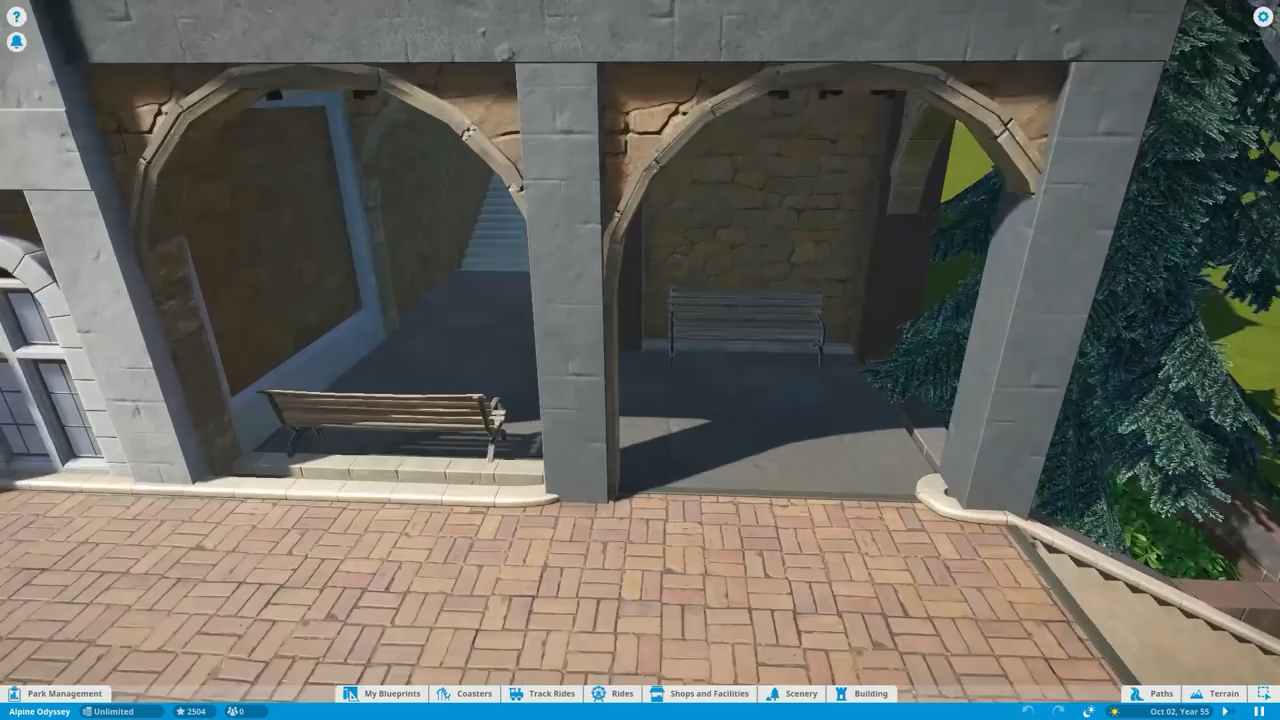 ?
Park Management
My Blueprints
Coasters
Track Rides
Rides
Shops and Facilities
Scenery
Building
Paths
Terrain
Alpine Odyssey
Unlimited
2504
0
Oct 02, Year 55